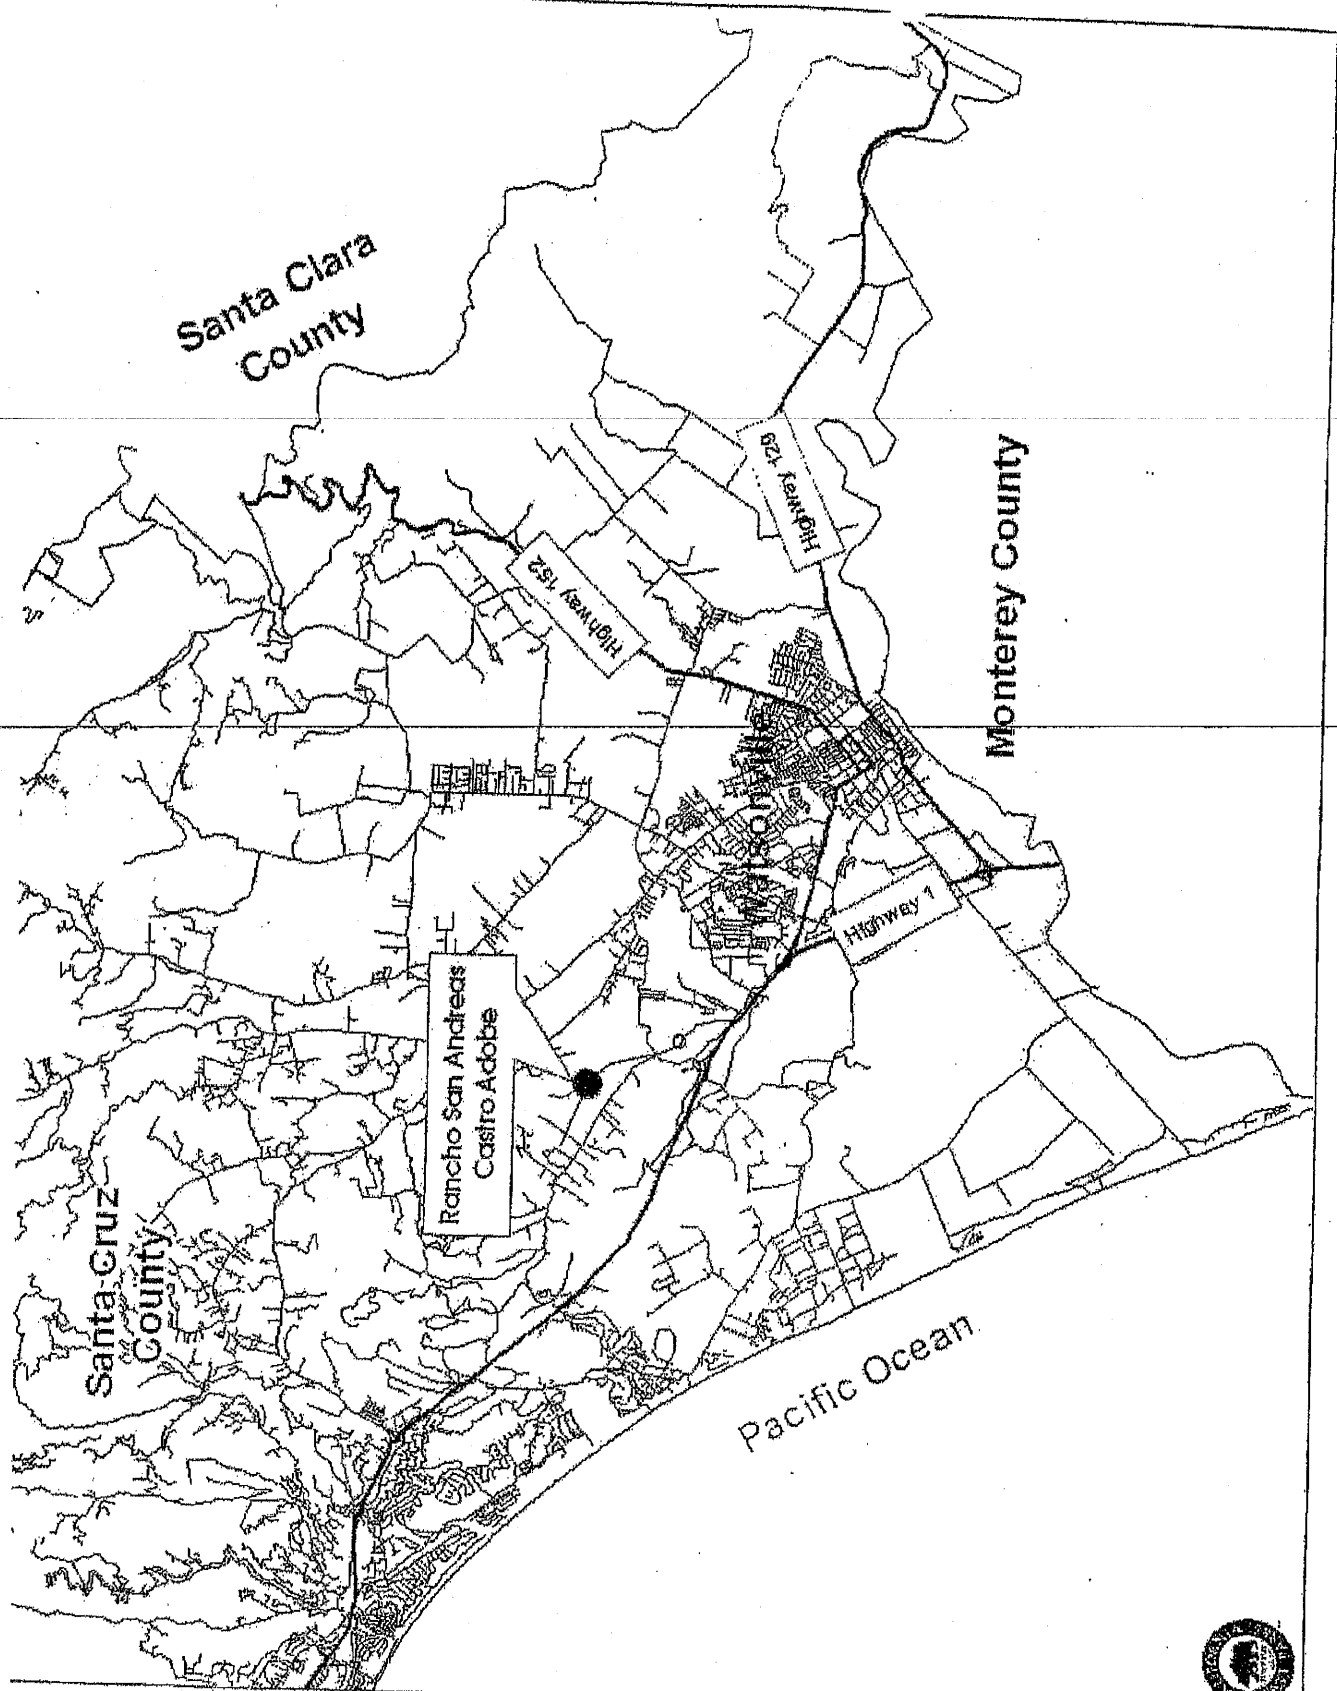 Santa Clara
County
Highway 129
Monterey County
Highway 152
Watsonville
Highway 1
Rancho San Andreas
Castro Adobe
Santa Cruz
County
Pacific Ocean